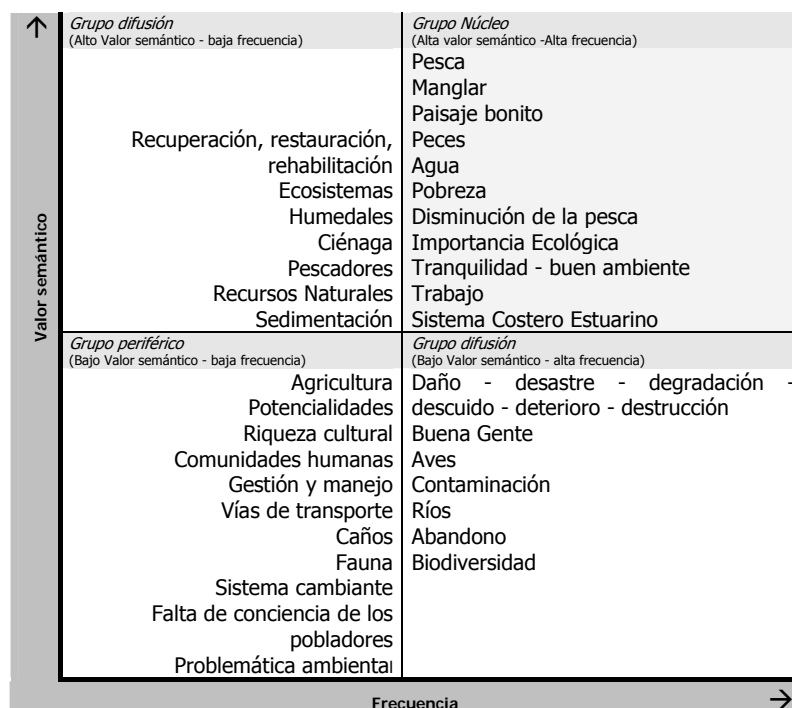 ↑
Grupo difusión
(Alto Valor semántico - baja frecuencia)
Recuperación, restauración,
rehabilitación
Ecosistemas
Humedales
Ciénaga
Pescadores
Recursos Naturales
Sedimentación
Grupo Núcleo
(Alta valor semántico -Alta frecuencia)
Pesca
Manglar
Paisaje bonito
Peces
Agua
Pobreza
Disminución de la pesca
Importancia Ecológica
Tranquilidad - buen ambiente
Trabajo
Sistema Costero Estuarino
Valor semántico
Grupo periférico
(Bajo Valor semántico - baja frecuencia)
Agricultura
Potencialidades
Riqueza cultural
Comunidades humanas
Gestión y manejo
Vías de transporte
Caños
Fauna
Sistema cambiante
Falta de conciencia de los
pobladores
Problemática ambiental
Grupo difusión
(Bajo Valor semántico - alta frecuencia)
Daño - desastre - degradación -
descuido - deterioro - destrucción
Buena Gente
Aves
Contaminación
Ríos
Abandono
Biodiversidad
Frecuencia
→